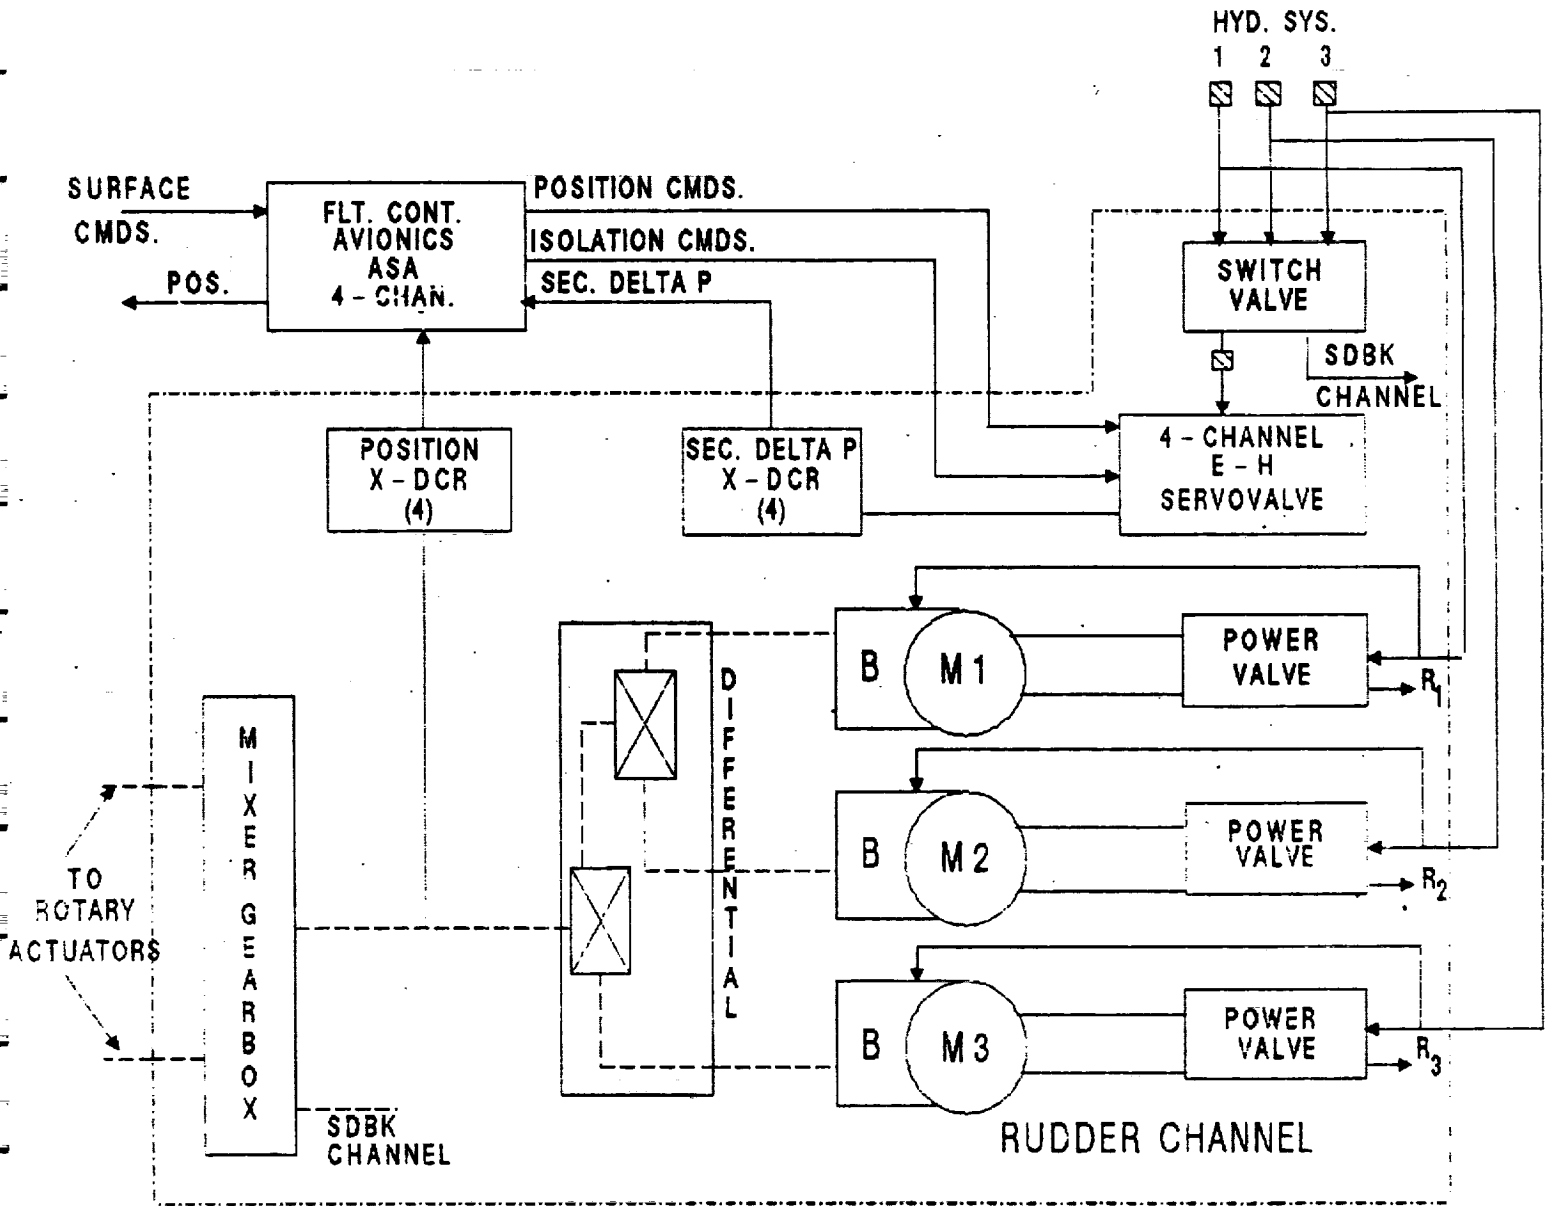 HYD. SYS.
1 2 3
SURFACE
CMDS.
POS.
FLT. CONT.
AVIONICS
ASA
4 - CHAN.
POSITION CMDS.
ISOLATION CMDS.
SEC. DELTA P
SWITCH
VALVE
SDBK
CHANNEL
POSITION
X - DCR
(4)
SEC. DELTA P
X - DCR
(4)
4 - CHANNEL
E - H
SERVOVALVE
B M1
POWER
VALVE
R1
DIFFERENTIAL
MIXER GEARBOX
B M2
POWER
VALVE
R2
TO
ROTARY
ACTUATORS
B M3
POWER
VALVE
R3
SDBK
CHANNEL
RUDDER CHANNEL